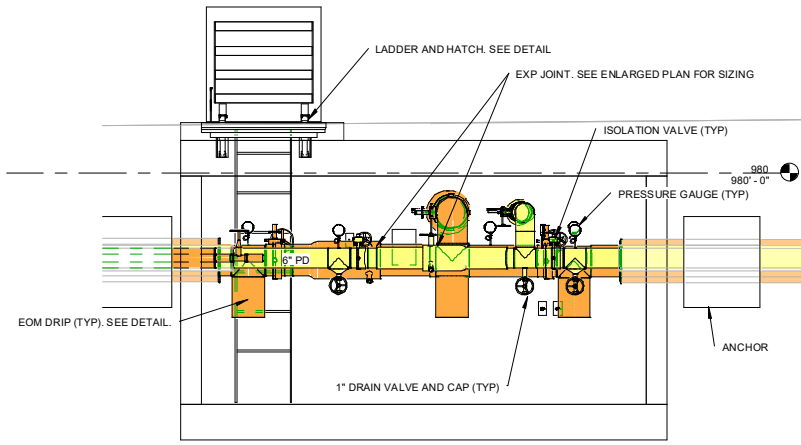 LADDER AND HATCH. SEE DETAIL
EXP JOINT. SEE ENLARGED PLAN FOR SIZING
ISOLATION VALVE (TYP)
980
980' - 0"
PRESSURE GAUGE (TYP)
6" PD
EOM DRIP (TYP). SEE DETAIL.
ANCHOR
1" DRAIN VALVE AND CAP (TYP)